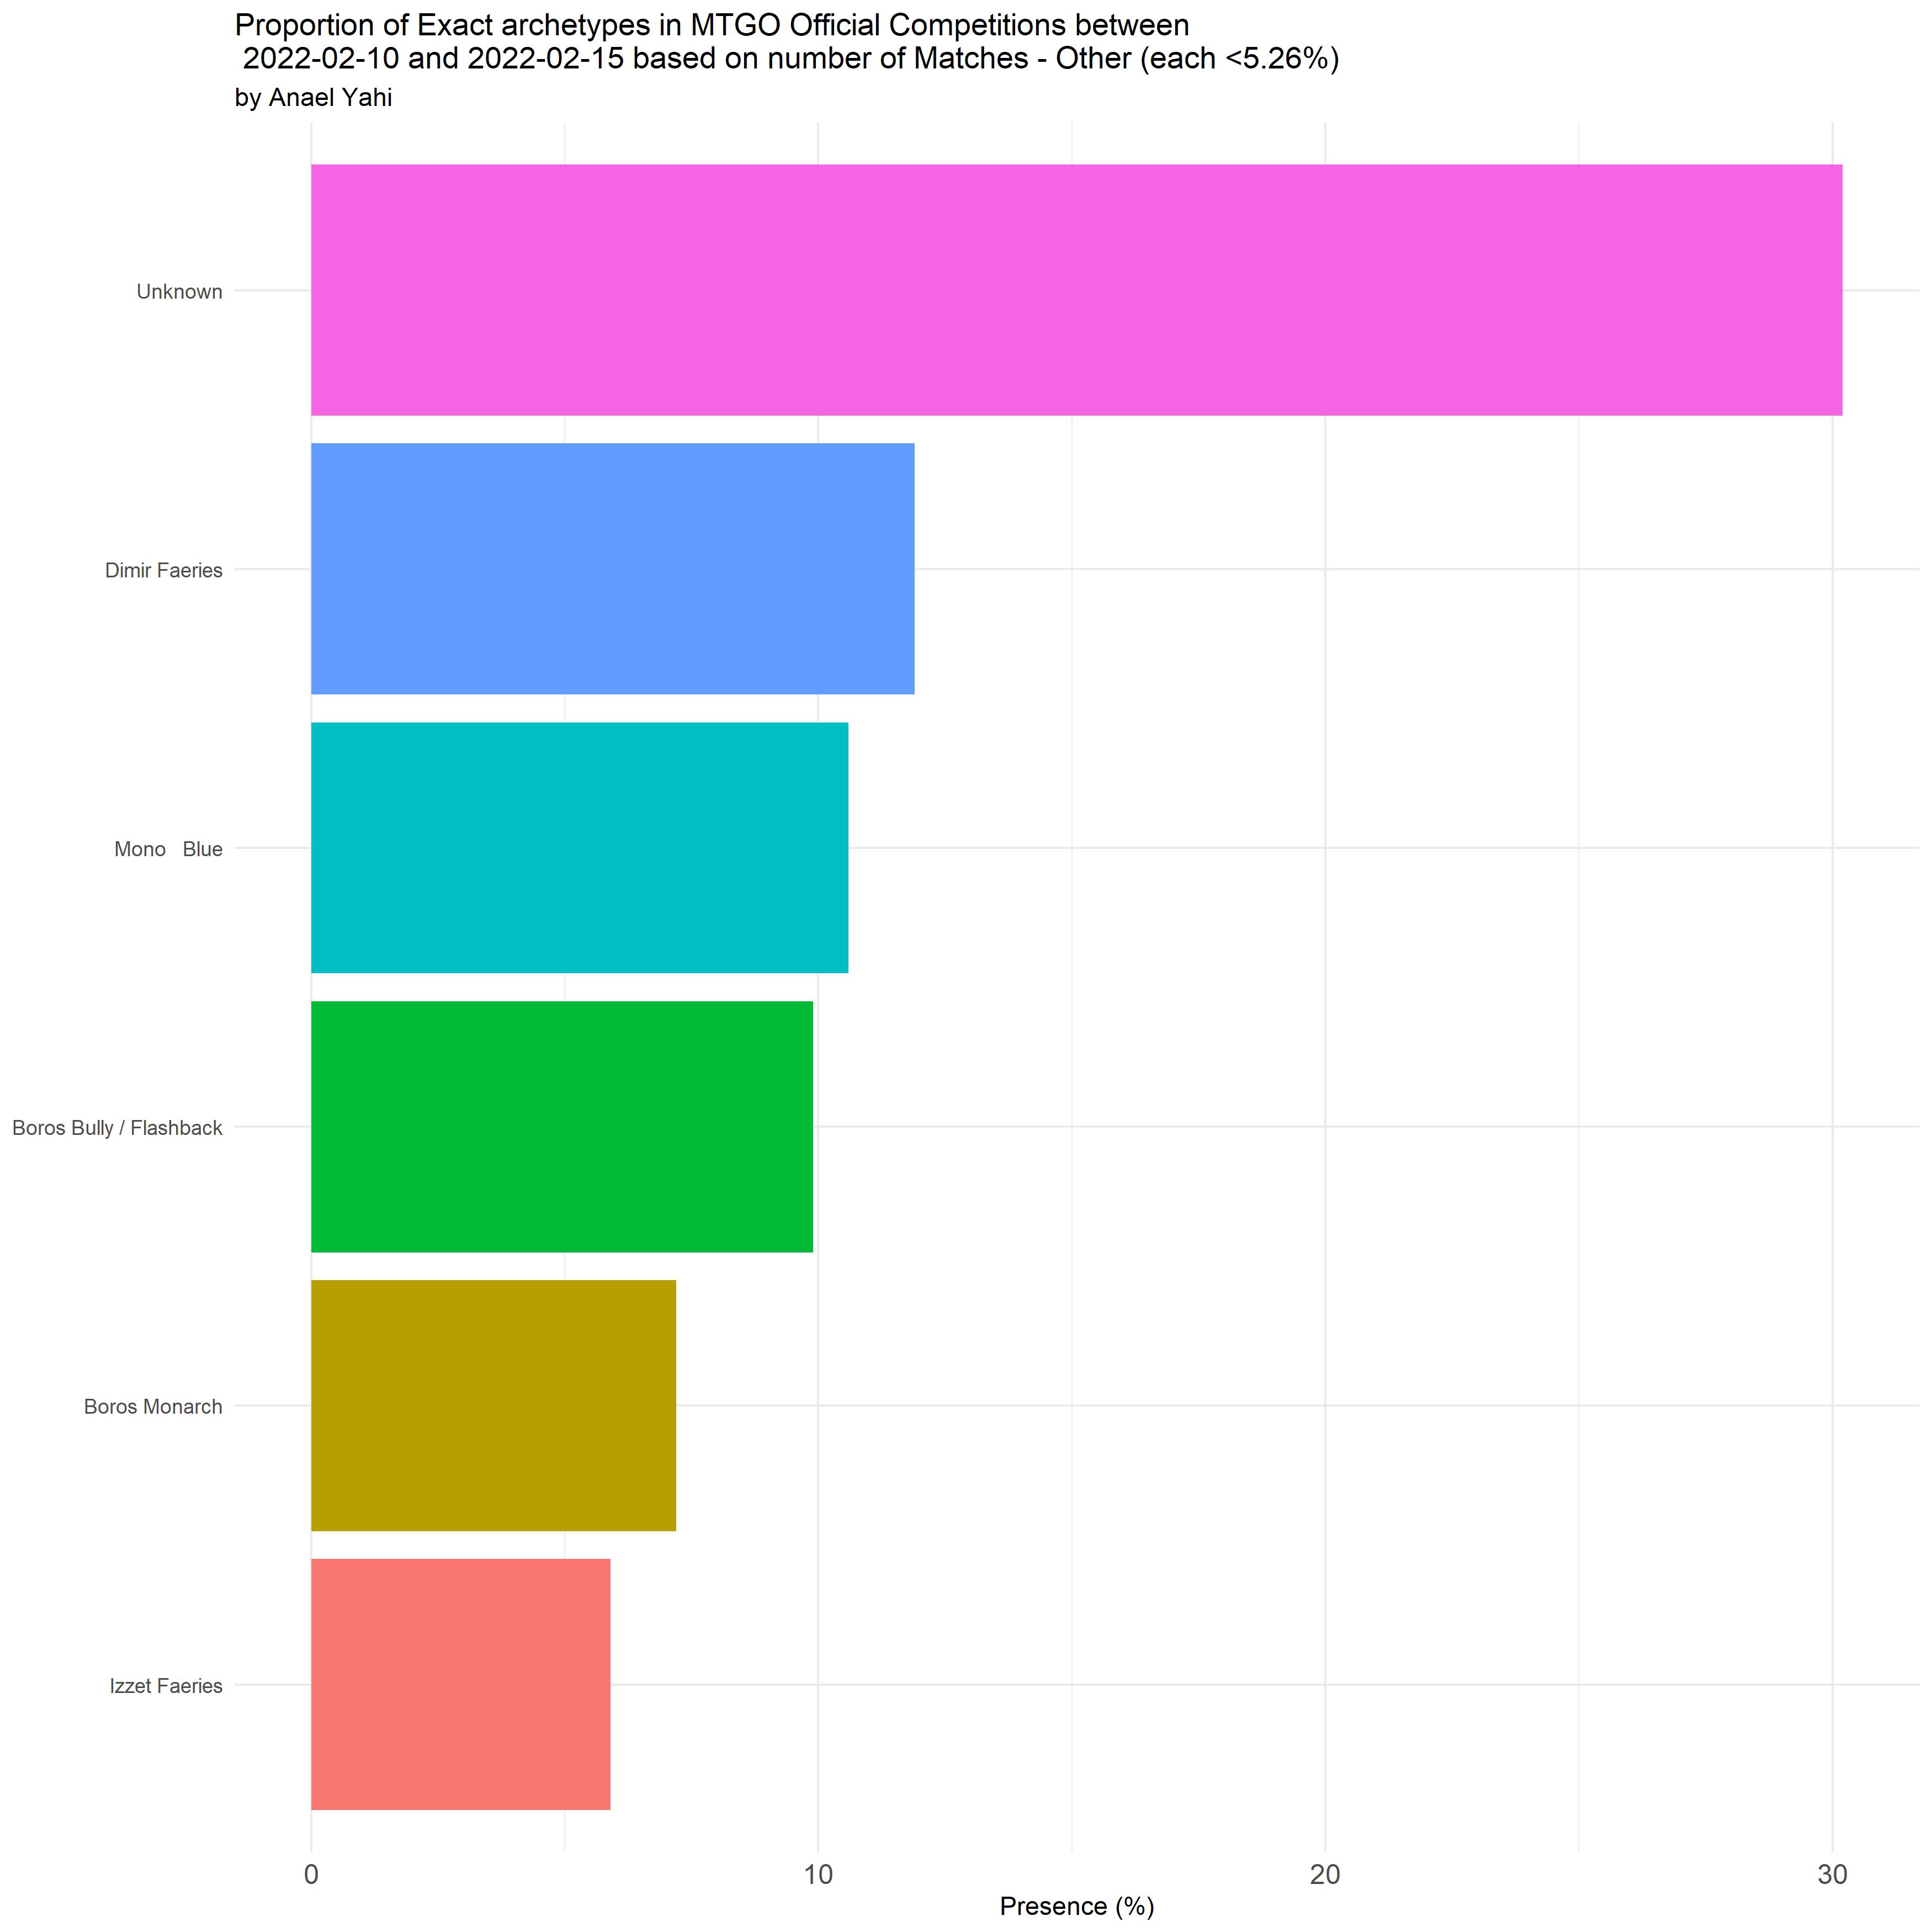 Proportion of Exact archetypes in MTGO Official Competitions between
2022-02-10 and 2022-02-15 based on number of Matches - Other (each <5.26%)
by Anael Yahi
Unknown
Dimir Faeries
Mono   Blue
Boros Bully / Flashback
Boros Monarch
Izzet Faeries
0 10 20 30
Presence (%)